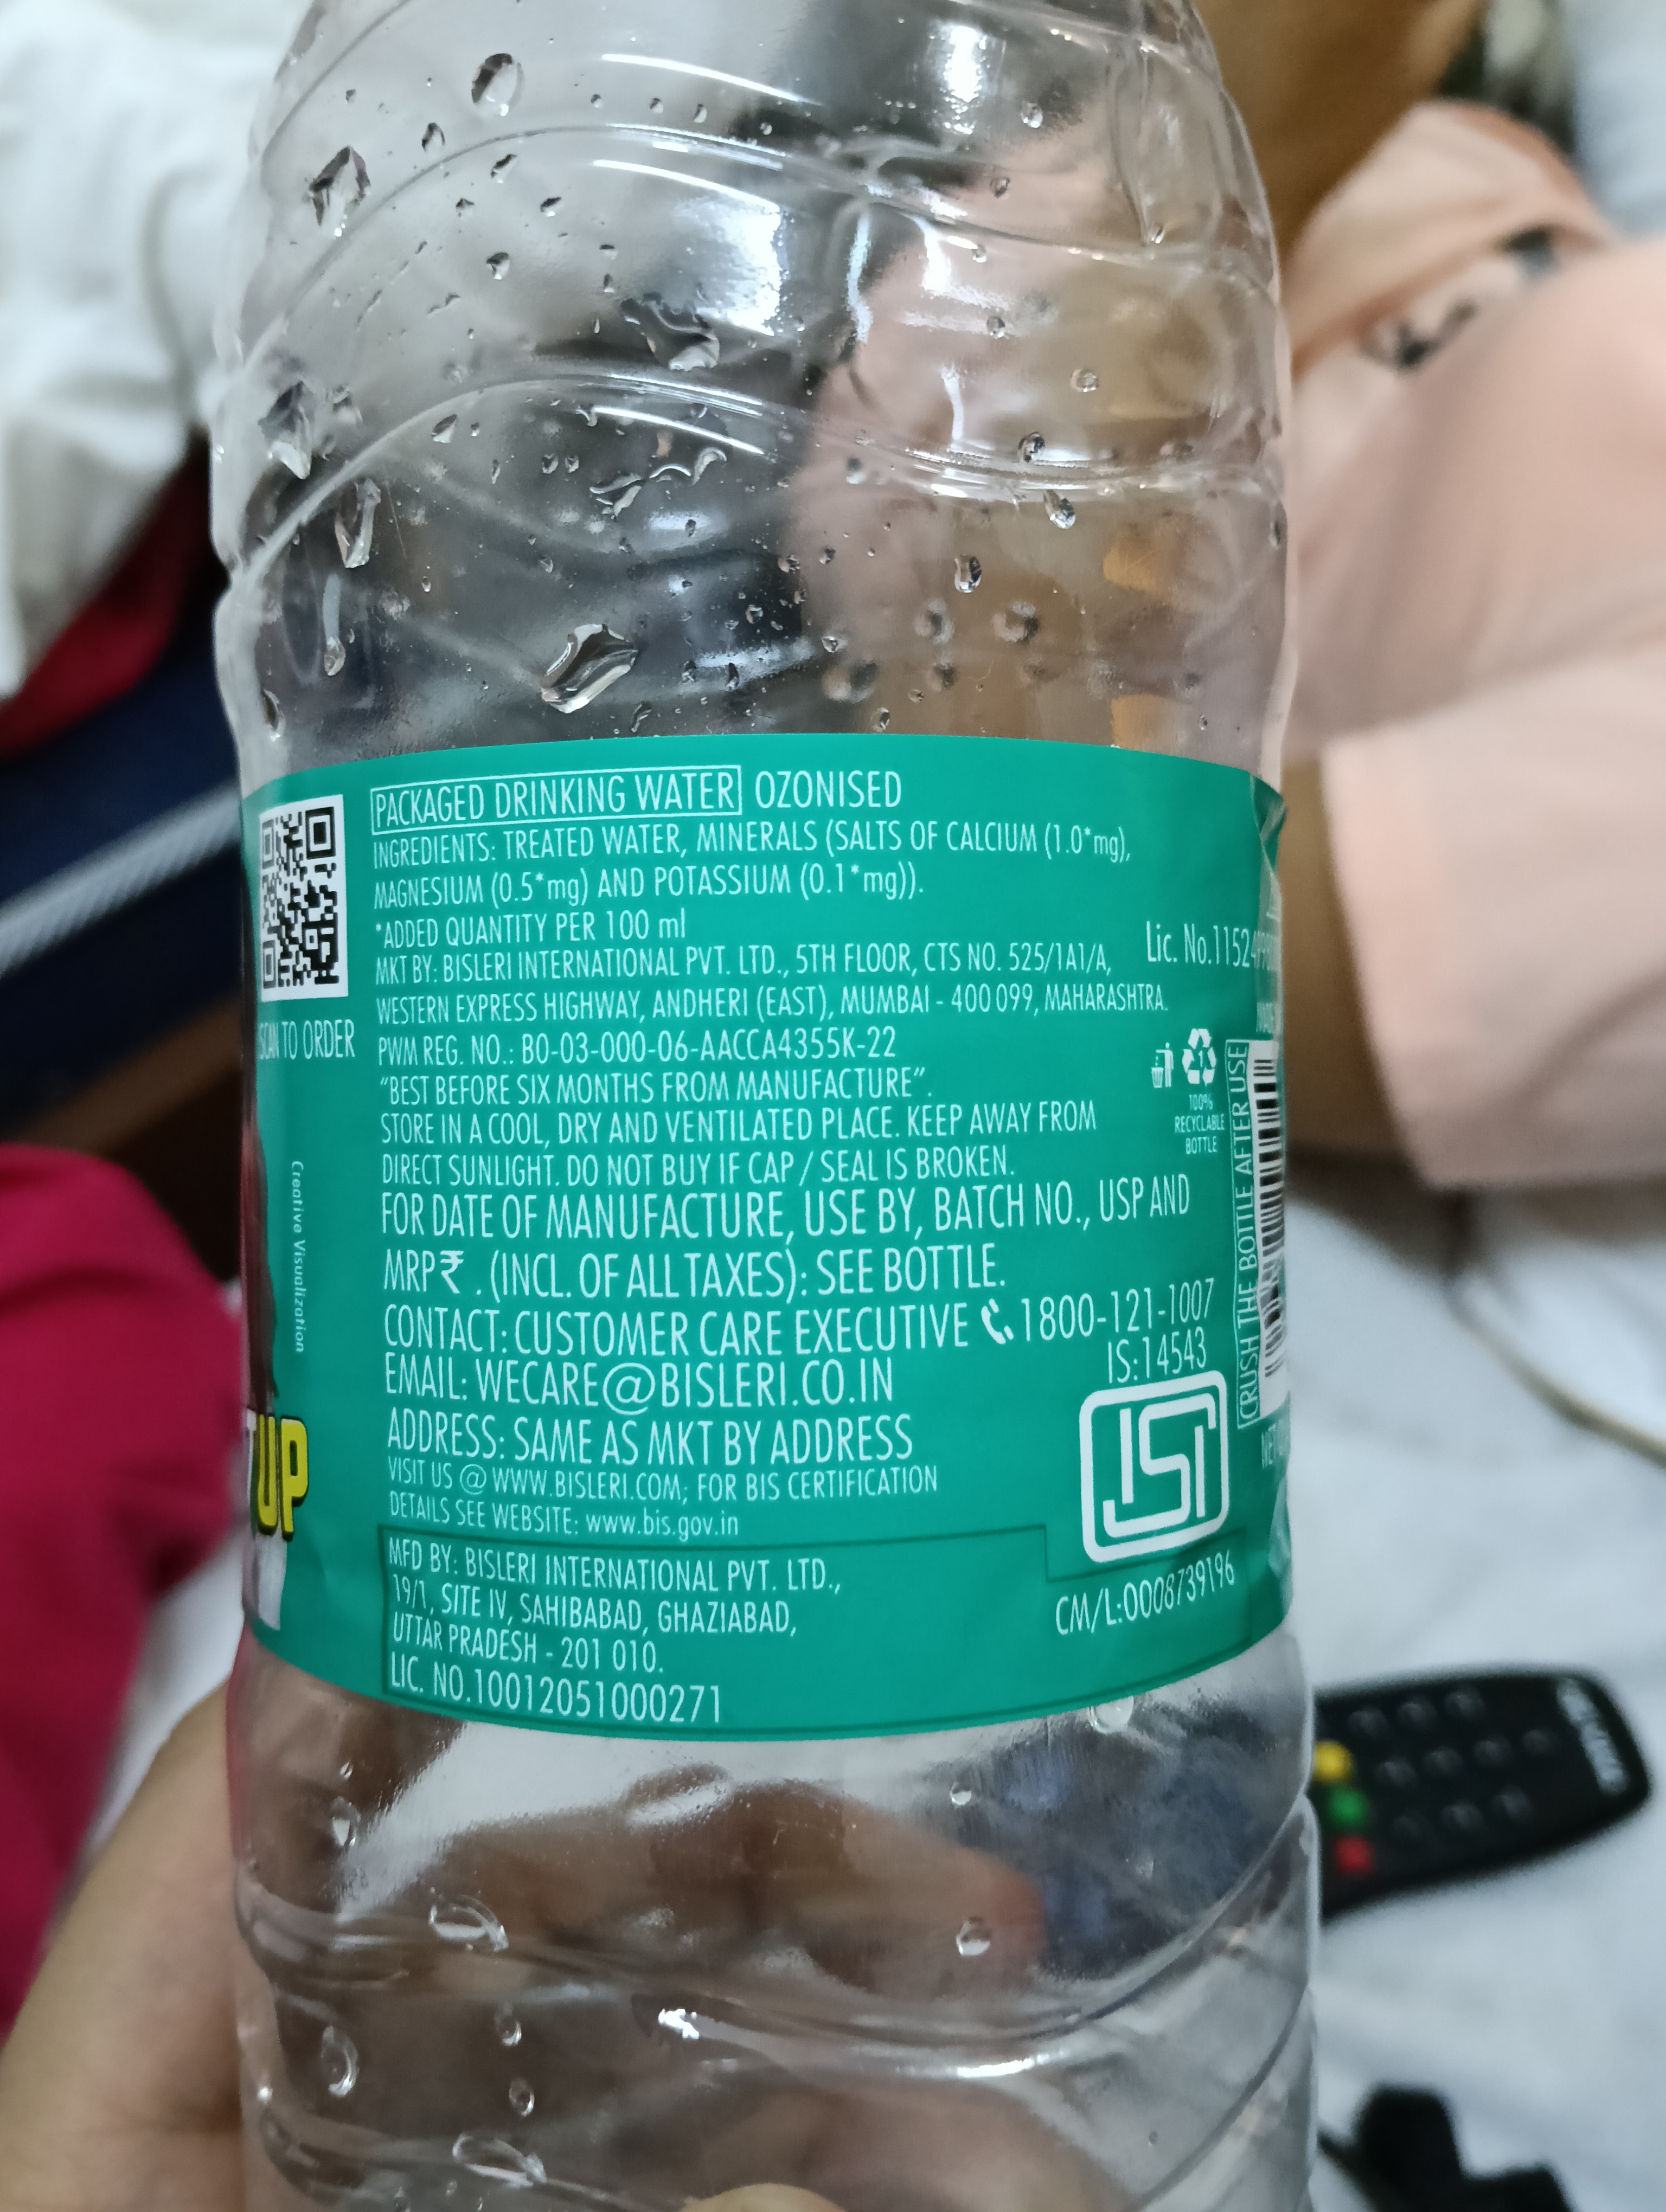 PACKAGED DRINKING WATER OZONISED
INGREDIENTS: TREATED WATER, MINERALS (SALTS OF CALCIUM (1.0*mg),
MAGNESIUM (0.5*mg) AND POTASSIUM (0.1*mg)).
*ADDED QUANTITY PER 100 ml
MKT BY: BISLERI INTERNATIONAL PVT. LTD., 5TH FLOOR, CTS NO. 525/1A1/A,
WESTERN EXPRESS HIGHWAY, ANDHERI (EAST), MUMBAI - 400 099, MAHARASHTRA.
PWM REG. NO.: BO-03-000-06-AACCA4355K-22
"BEST BEFORE SIX MONTHS FROM MANUFACTURE".
STORE IN A COOL, DRY AND VENTILATED PLACE. KEEP AWAY FROM
DIRECT SUNLIGHT. DO NOT BUY IF CAP / SEAL IS BROKEN.
FOR DATE OF MANUFACTURE, USE BY, BATCH NO., USP AND
MRP₹ . (INCL. OF ALL TAXES): SEE BOTTLE.
CONTACT: CUSTOMER CARE EXECUTIVE 1800-121-1007
EMAIL: WECARE@BISLERI.CO.IN
ADDRESS: SAME AS MKT BY ADDRESS
VISIT US @ WWW.BISLERI.COM; FOR BIS CERTIFICATION
DETAILS SEE WEBSITE: www.bis.gov.in
MFD BY: BISLERI INTERNATIONAL PVT. LTD.,
19/1, SITE IV, SAHIBABAD, GHAZIABAD,
UTTAR PRADESH - 201 010.
LIC. NO.10012051000271
SCAN TO ORDER
Creative Visualization
UP
Lic. No.
1
100%
RECYCLABLE
BOTTLE
CRUSH THE BOTTLE AFTER USE
IS:14543
ISI
CM/L:0008739196